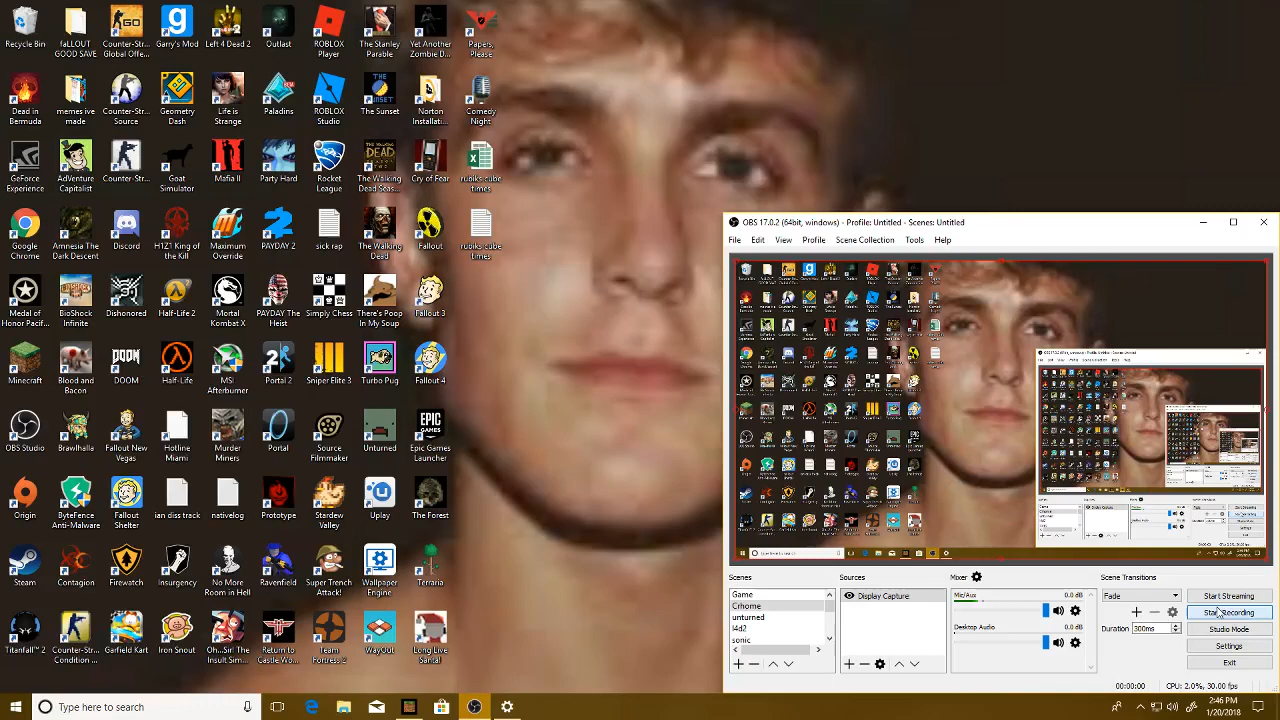 Recycle Bin
faLLOUT GOOD SAVE
Counter-Str... Global Offe...
Garry's Mod
Left 4 Dead 2
Outlast
ROBLOX Player
The Stanley Parable
Yet Another Zombie D...
Papers, Please
Dead in Bermuda
memes ive made
Counter-Str... Source
Geometry Dash
Life is Strange
Paladins
ROBLOX Studio
The Sunset
Norton Installati...
Comedy Night
GeForce Experience
AdVenture Capitalist
Counter-Str...
Goat Simulator
Mafia II
Party Hard
Rocket League
The Walking Dead Seas...
Cry of Fear
rubiks cube times
Google Chrome
Amnesia The Dark Descent
Discord
H1Z1 King of the Kill
Maximum Override
PAYDAY 2
sick rap
The Walking Dead
Fallout
rubiks cube times
Medal of Honor Pacif...
BioShock Infinite
Dishonored
Half-Life 2
Mortal Kombat X
PAYDAY The Heist
Simply Chess
There's Poop In My Soup
Fallout 3
Minecraft
Blood and Bacon
DOOM
Half-Life
MSI Afterburner
Portal 2
Sniper Elite 3
Turbo Pug
Fallout 4
OBS Studio
Brawlhalla
Fallout New Vegas
Hotline Miami
Murder Miners
Portal
Source Filmmaker
Unturned
Epic Games Launcher
Origin
ByteFence Anti-Malware
Fallout Shelter
ian diss track
nativelog
Prototype
Stardew Valley
Uplay
The Forest
Steam
Contagion
Firewatch
Insurgency
No More Room in Hell
Ravenfield
Super Trench Attack!
Wallpaper Engine
Terraria
Titanfall™ 2
Counter-Str... Condition ...
Garfield Kart
Iron Snout
Oh...Sir! The Insult Sim...
Return to Castle Wo...
Team Fortress 2
WayOut
Long Live Santa!
OBS 17.0.2 (64bit, windows) - Profile: Untitled - Scenes: Untitled
File Edit View Profile Scene Collection Tools Help
Scenes
Game
Crhome
unturned
l4d2
sonic
Sources
Display Capture
Mixer
Mic/Aux 0.0 dB
Desktop Audio 0.0 dB
Scene Transitions
Fade
Duration 300ms
Start Streaming
Start Recording
Studio Mode
Settings
Exit
00:00:00 CPU: 2.0%, 30.00 fps
Type here to search
2:46 PM
1/20/2018